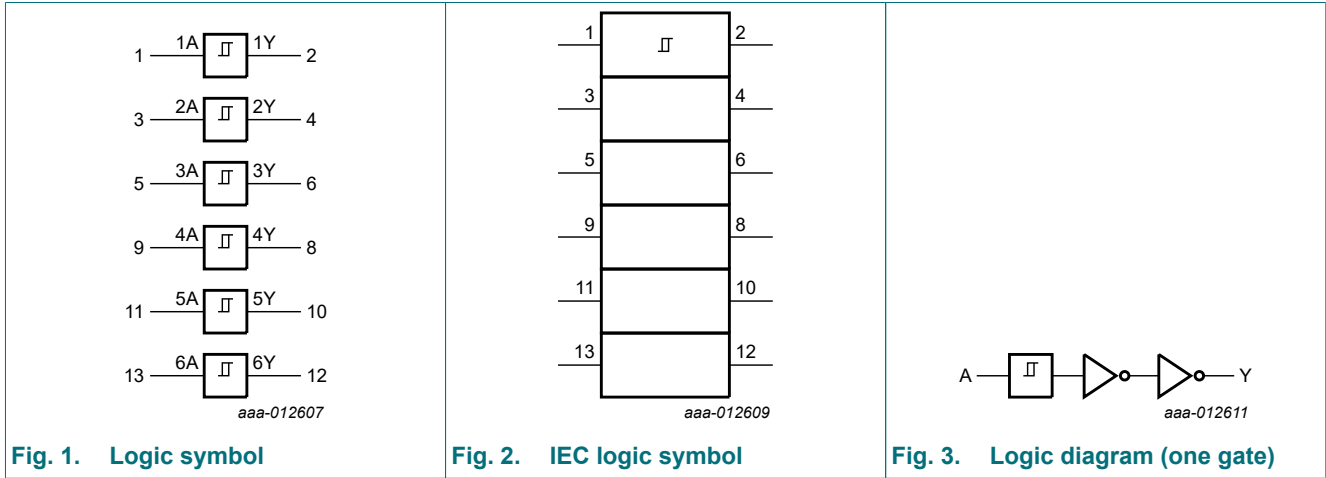 1 1A 1Y 2
3 2A 2Y 4
5 3A 3Y 6
9 4A 4Y 8
11 5A 5Y 10
13 6A 6Y 12
aaa-012607
Fig. 1. Logic symbol
1 2
3 4
5 6
9 8
11 10
13 12
aaa-012609
Fig. 2. IEC logic symbol
A Y
aaa-012611
Fig. 3. Logic diagram (one gate)